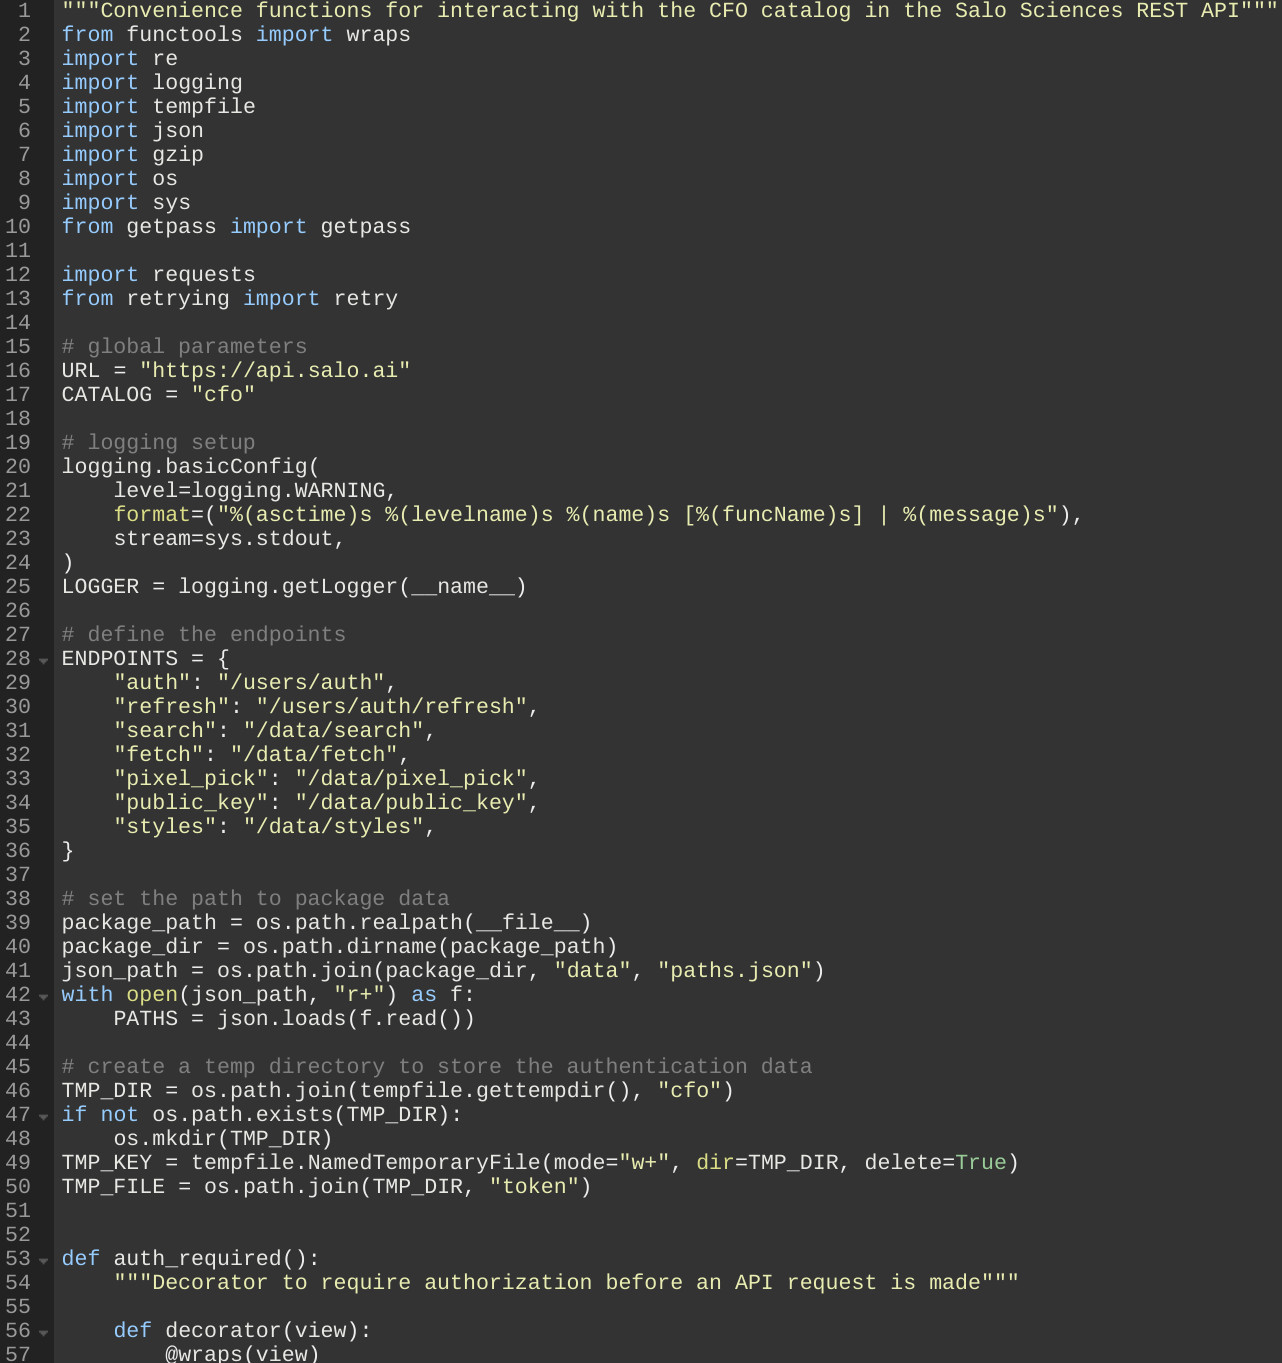 1 """Convenience functions for interacting with the CFO catalog in the Salo Sciences REST API"""
2 from functools import wraps
3 import re
4 import logging
5 import tempfile
6 import json
7 import gzip
8 import os
9 import sys
10 from getpass import getpass
11
12 import requests
13 from retrying import retry
14
15 # global parameters
16 URL = "https://api.salo.ai"
17 CATALOG = "cfo"
18
19 # logging setup
20 logging.basicConfig(
21     level=logging.WARNING,
22     format=("%(asctime)s %(levelname)s %(name)s [%(funcName)s] | %(message)s"),
23     stream=sys.stdout,
24 )
25 LOGGER = logging.getLogger(__name__)
26
27 # define the endpoints
28 ENDPOINTS = {
29     "auth": "/users/auth",
30     "refresh": "/users/auth/refresh",
31     "search": "/data/search",
32     "fetch": "/data/fetch",
33     "pixel_pick": "/data/pixel_pick",
34     "public_key": "/data/public_key",
35     "styles": "/data/styles",
36 }
37
38 # set the path to package data
39 package_path = os.path.realpath(__file__)
40 package_dir = os.path.dirname(package_path)
41 json_path = os.path.join(package_dir, "data", "paths.json")
42 with open(json_path, "r+") as f:
43     PATHS = json.loads(f.read())
44
45 # create a temp directory to store the authentication data
46 TMP_DIR = os.path.join(tempfile.gettempdir(), "cfo")
47 if not os.path.exists(TMP_DIR):
48     os.mkdir(TMP_DIR)
49 TMP_KEY = tempfile.NamedTemporaryFile(mode="w+", dir=TMP_DIR, delete=True)
50 TMP_FILE = os.path.join(TMP_DIR, "token")
51
52
53 def auth_required():
54     """Decorator to require authorization before an API request is made"""
55
56     def decorator(view):
57         @wraps(view)